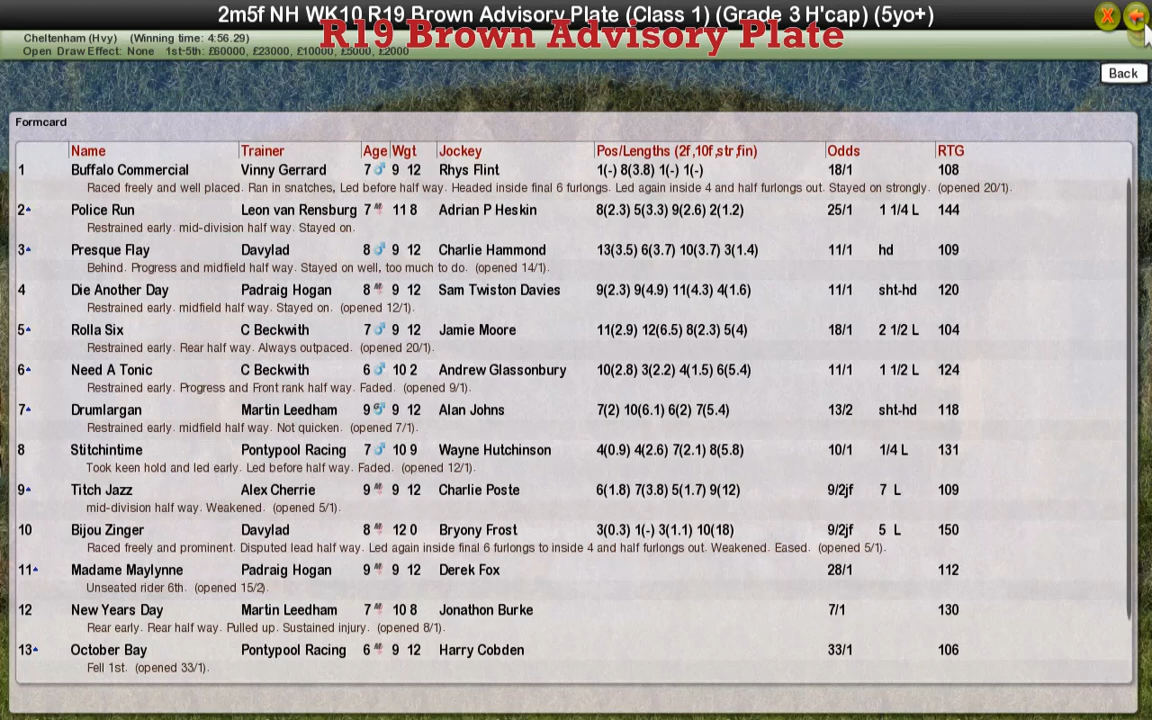 2m5f NH WK10 R19 Brown Advisory Plate (Class 1) (Grade 3 H'cap) (5yo+)
R19 Brown Advisory Plate
Cheltenham (Hvy) (Winning time: 4:56.29)
Open Draw Effect: None 1st-5th: £60000, £23000, £10000, £5000, £2000
Back
Formcard
Name Trainer Age Wgt Jockey Pos/Lengths (2f,10f,str,fin) Odds RTG
1 Buffalo Commercial Vinny Gerrard 7 9 12 Rhys Flint 1(-) 8(3.8) 1(-) 1(-) 18/1 108
Raced freely and well placed. Ran in snatches, Led before half way. Headed inside final 6 furlongs. Led again inside 4 and half furlongs out. Stayed on strongly. (opened 20/1).
2 Police Run Leon van Rensburg 7 11 8 Adrian P Heskin 8(2.3) 5(3.3) 9(2.6) 2(1.2) 25/1 1 1/4 L 144
Restrained early. mid-division half way. Stayed on.
3 Presque Flay Davylad 8 9 12 Charlie Hammond 13(3.5) 6(3.7) 10(3.7) 3(1.4) 11/1 hd 109
Behind. Progress and midfield half way. Stayed on well, too much to do. (opened 14/1).
4 Die Another Day Padraig Hogan 8 9 12 Sam Twiston Davies 9(2.3) 9(4.9) 11(4.3) 4(1.6) 11/1 sht-hd 120
Restrained early. midfield half way. Stayed on. (opened 12/1).
5 Rolla Six C Beckwith 7 9 12 Jamie Moore 11(2.9) 12(6.5) 8(2.3) 5(4) 18/1 2 1/2 L 104
Restrained early. Rear half way. Always outpaced. (opened 20/1).
6 Need A Tonic C Beckwith 6 10 2 Andrew Glassonbury 10(2.8) 3(2.2) 4(1.5) 6(5.4) 11/1 1 1/2 L 124
Restrained early. Progress and Front rank half way. Faded. (opened 9/1).
7 Drumlargan Martin Leedham 9 9 12 Alan Johns 7(2) 10(6.1) 6(2) 7(5.4) 13/2 sht-hd 118
Restrained early. midfield half way. Not quicken. (opened 7/1).
8 Stitchintime Pontypool Racing 7 10 9 Wayne Hutchinson 4(0.9) 4(2.6) 7(2.1) 8(5.8) 10/1 1/4 L 131
Took keen hold and led early. Led before half way. Faded. (opened 12/1).
9 Titch Jazz Alex Cherrie 9 9 12 Charlie Poste 6(1.8) 7(3.8) 5(1.7) 9(12) 9/2jf 7 L 109
mid-division half way. Weakened. (opened 5/1).
10 Bijou Zinger Davylad 8 12 0 Bryony Frost 3(0.3) 1(-) 3(1.1) 10(18) 9/2jf 5 L 150
Raced freely and prominent. Disputed lead half way. Led again inside final 6 furlongs to inside 4 and half furlongs out. Weakened. Eased. (opened 5/1).
11 Madame Maylynne Padraig Hogan 9 9 12 Derek Fox 28/1 112
Unseated rider 6th. (opened 15/2).
12 New Years Day Martin Leedham 7 10 8 Jonathon Burke 7/1 130
Rear early. Rear half way. Pulled up. Sustained injury. (opened 8/1).
13 October Bay Pontypool Racing 6 9 12 Harry Cobden 33/1 106
Fell 1st. (opened 33/1).